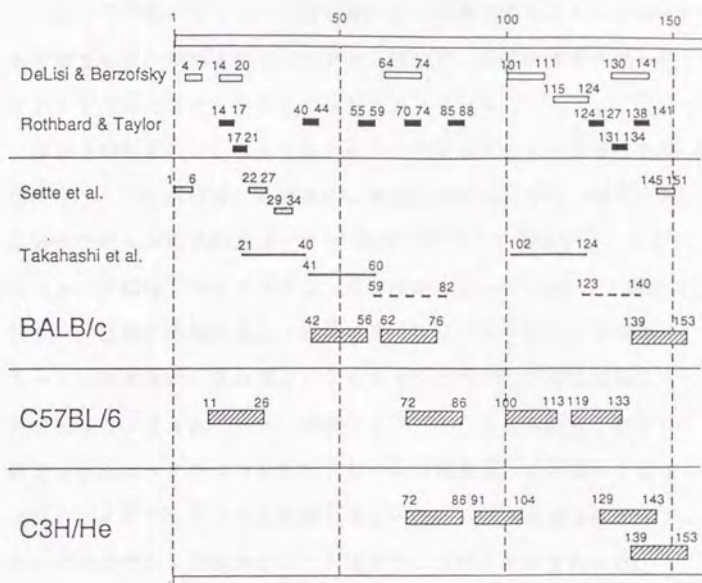 1 50 100 150
DeLisi & Berzofsky 4 7 14 20 64 74 101 111 130 141
115 124
Rothbard & Taylor 14 17 40 44 55 59 70 74 85 88 124 127 138 141
17 21 131 134
Sette et al. 1 6 22 27 145 151
29 34
Takahashi et al. 21 40 102 124
41 60
59 82 123 140
BALB/c 42 56 62 76 139 153
C57BL/6 11 26 72 86 100 113 119 133
C3H/He 72 86 91 104 129 143
139 153